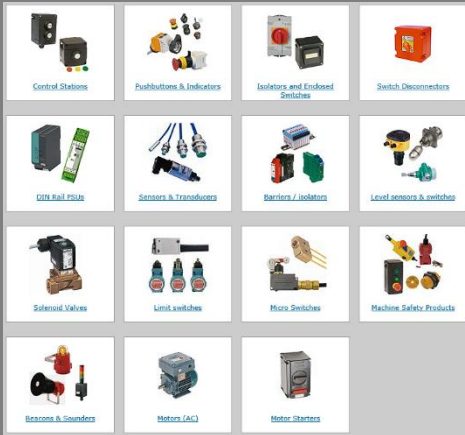 Control Stations
Pushbuttons & Indicators
Isolators and Enclosed
Switches
Switch Disconnectors
DIN Rail PSUs
Sensors & Transducers
Barriers / isolators
Level sensors & switches
Solenoid Valves
Limit switches
Micro Switches
Machine Safety Products
Beacons & Sounders
Motors (AC)
Motor Starters